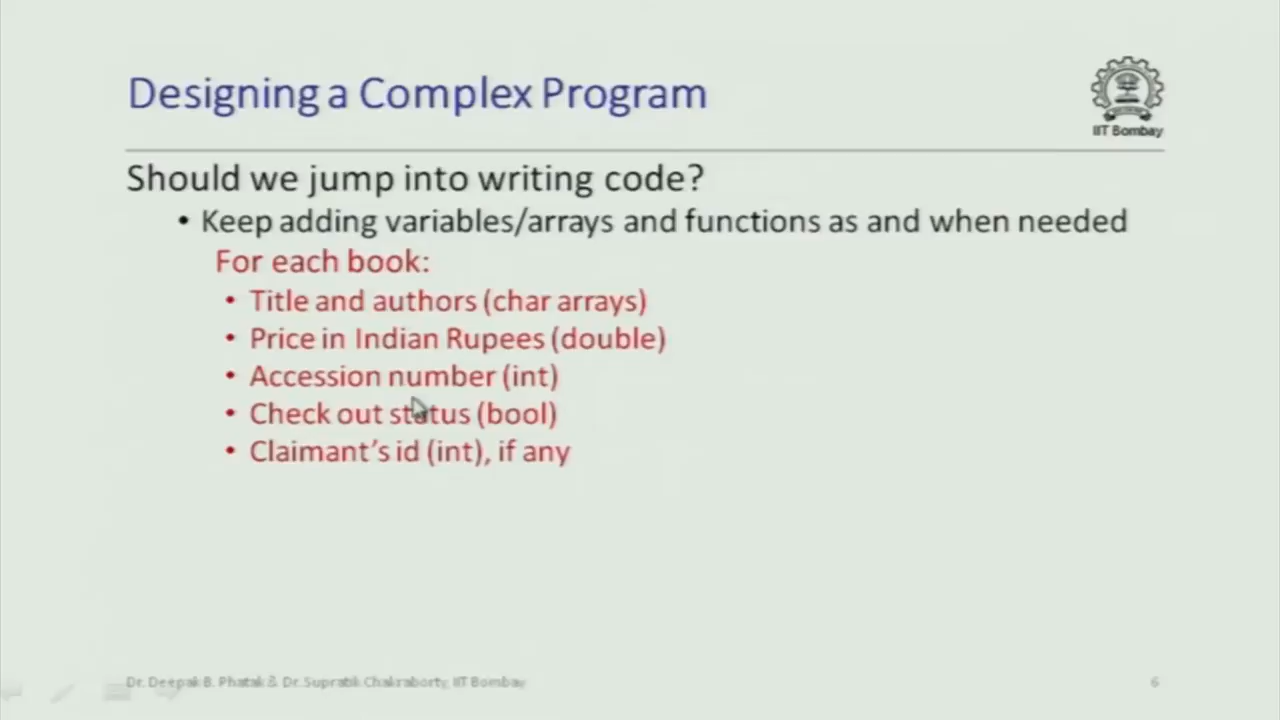 Designing a Complex Program
IIT Bombay
Should we jump into writing code?
• Keep adding variables/arrays and functions as and when needed
For each book:
• Title and authors (char arrays)
• Price in Indian Rupees (double)
• Accession number (int)
• Check out status (bool)
• Claimant's id (int), if any
Dr. Deepak B. Phatak & Dr. Supratik Chakraborty, IIT Bombay
6